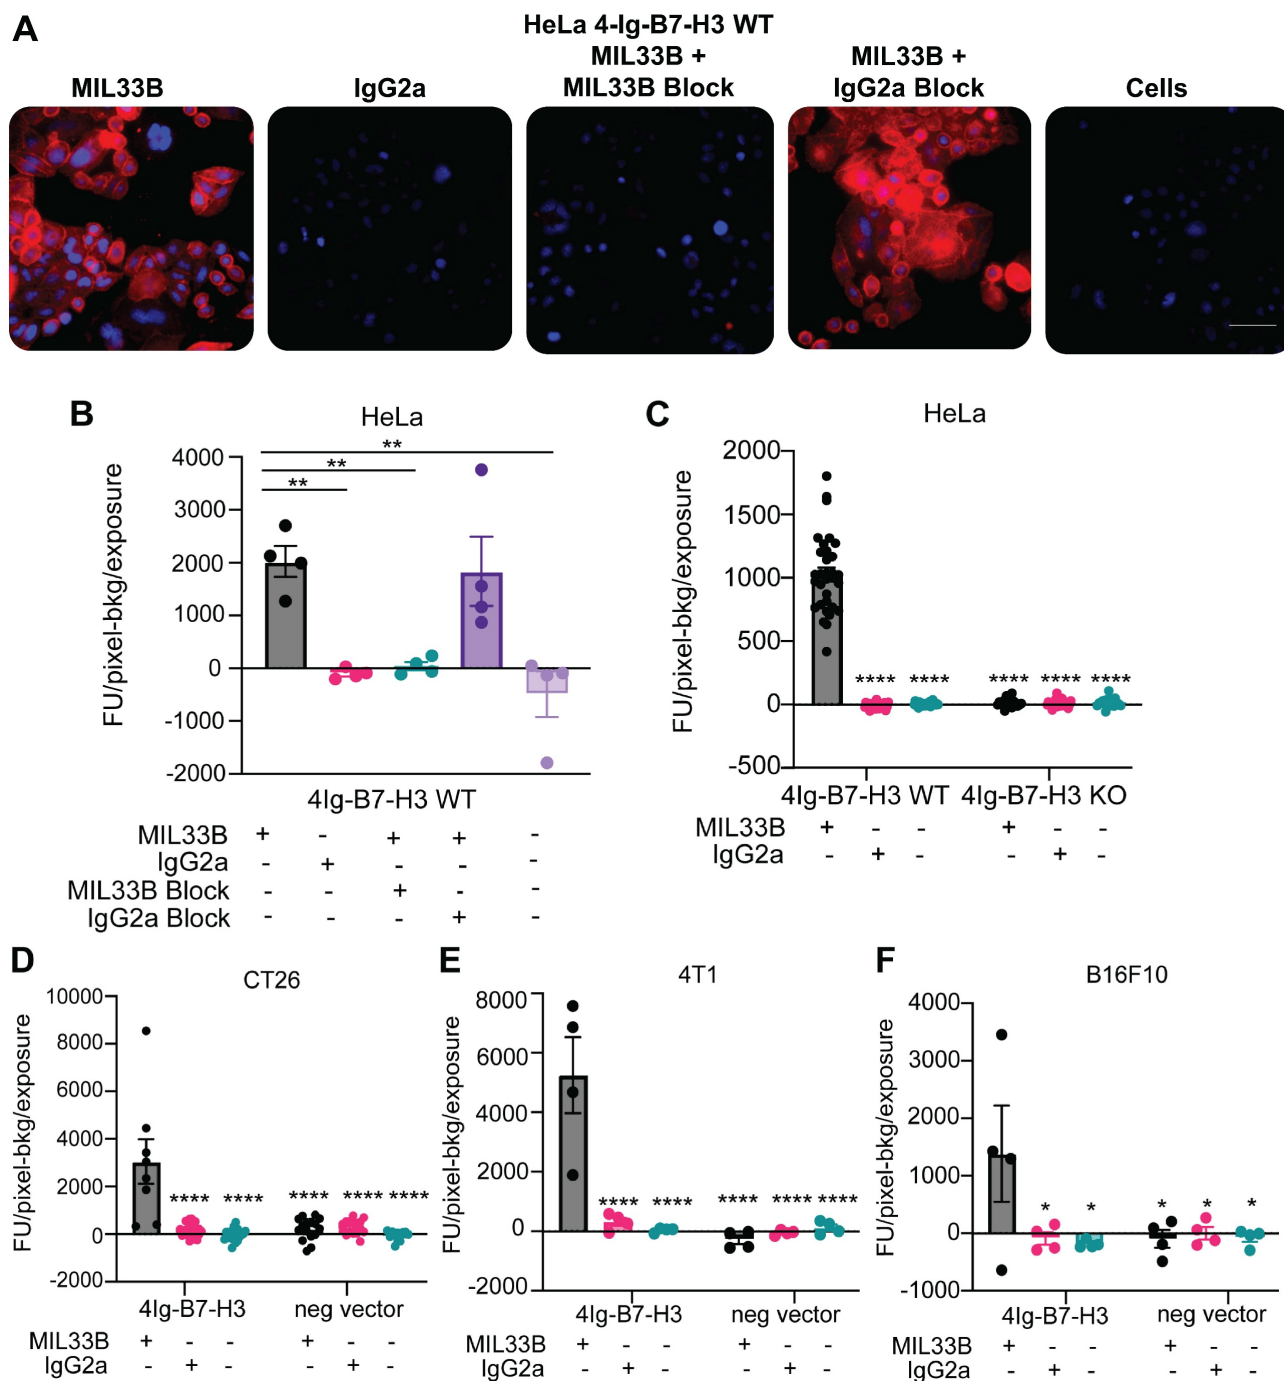 A
HeLa 4-Ig-B7-H3 WT
MIL33B
IgG2a
MIL33B +
MIL33B Block
MIL33B +
IgG2a Block
Cells
B
HeLa
FU/pixel-bkg/exposure
4000
3000
2000
1000
0
-1000
-2000
**
**
**
4Ig-B7-H3 WT
MIL33B + - + + -
IgG2a - + - - -
MIL33B Block - - + - -
IgG2a Block - - - + -
C
HeLa
FU/pixel-bkg/exposure
2000
1500
1000
500
0
-500
**** **** **** **** ****
4Ig-B7-H3 WT 4Ig-B7-H3 KO
MIL33B + - - + - -
IgG2a - + - - + -
D
CT26
FU/pixel-bkg/exposure
10000
8000
6000
4000
2000
0
-2000
**** **** **** **** ****
4Ig-B7-H3 neg vector
MIL33B + - - + - -
IgG2a - + - - + -
E
4T1
FU/pixel-bkg/exposure
8000
6000
4000
2000
0
-2000
**** **** **** **** ****
4Ig-B7-H3 neg vector
MIL33B + - - + - -
IgG2a - + - - + -
F
B16F10
FU/pixel-bkg/exposure
4000
3000
2000
1000
0
-1000
* * * * *
4Ig-B7-H3 neg vector
MIL33B + - - + - -
IgG2a - + - - + -